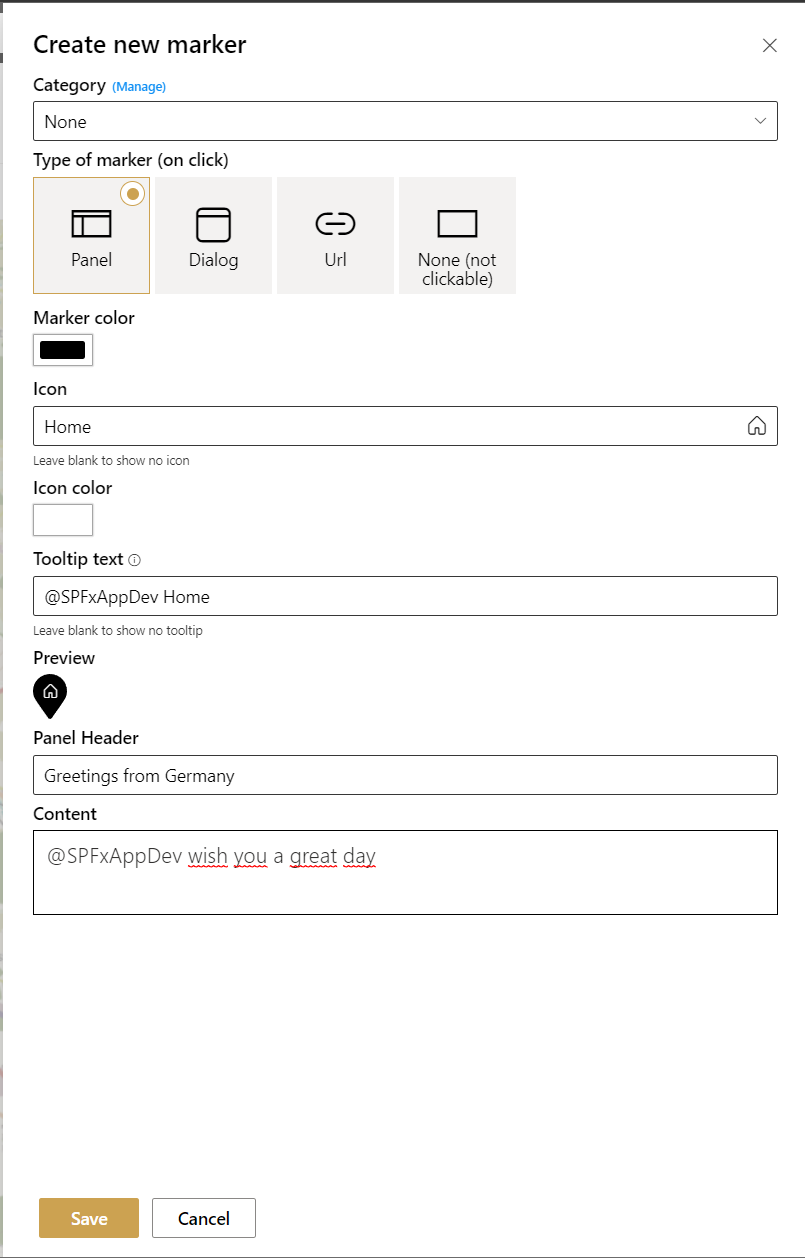 Create new marker
Category (Manage)
None
Type of marker (on click)
Panel
Dialog
Url
None (not
clickable)
Marker color
Icon
Home
Leave blank to show no icon
Icon color
Tooltip text
@SPFxAppDev Home
Leave blank to show no tooltip
Preview
Panel Header
Greetings from Germany
Content
@SPFxAppDev wish you a great day
Save
Cancel